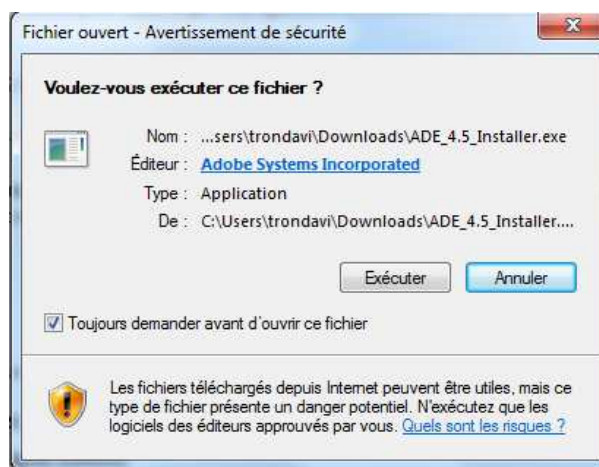 Fichier ouvert - Avertissement de sécurité
Voulez-vous exécuter ce fichier ?
Nom : ...sers\trondavi\Downloads\ADE_4.5_Installer.exe
Éditeur : Adobe Systems Incorporated
Type : Application
De : C:\Users\trondavi\Downloads\ADE_4.5_Installer....
Exécuter Annuler
Toujours demander avant d'ouvrir ce fichier
Les fichiers téléchargés depuis Internet peuvent être utiles, mais ce
type de fichier présente un danger potentiel. N'exécutez que les
logiciels des éditeurs approuvés par vous. Quels sont les risques ?